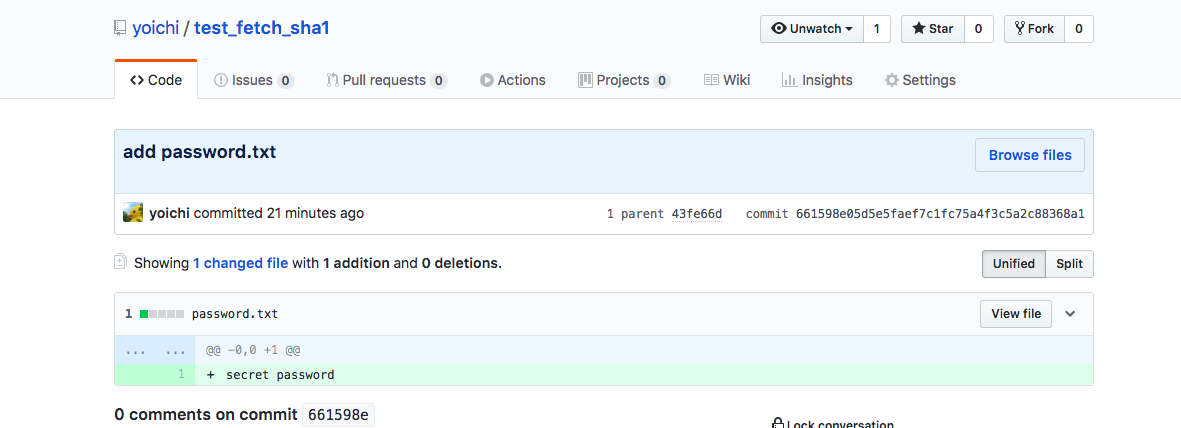 yoichi / test_fetch_sha1 Unwatch 1 Star 0 Fork 0
Code Issues 0 Pull requests 0 Actions Projects 0 Wiki Insights Settings
add password.txt Browse files
yoichi committed 21 minutes ago 1 parent 43fe66d commit 661598e05d5e5faef7c1fc75a4f3c5a2c88368a1
Showing 1 changed file with 1 addition and 0 deletions. Unified Split
1 password.txt View file
... ... @@ -0,0 +1 @@
1 + secret password
0 comments on commit 661598e
Lock conversation